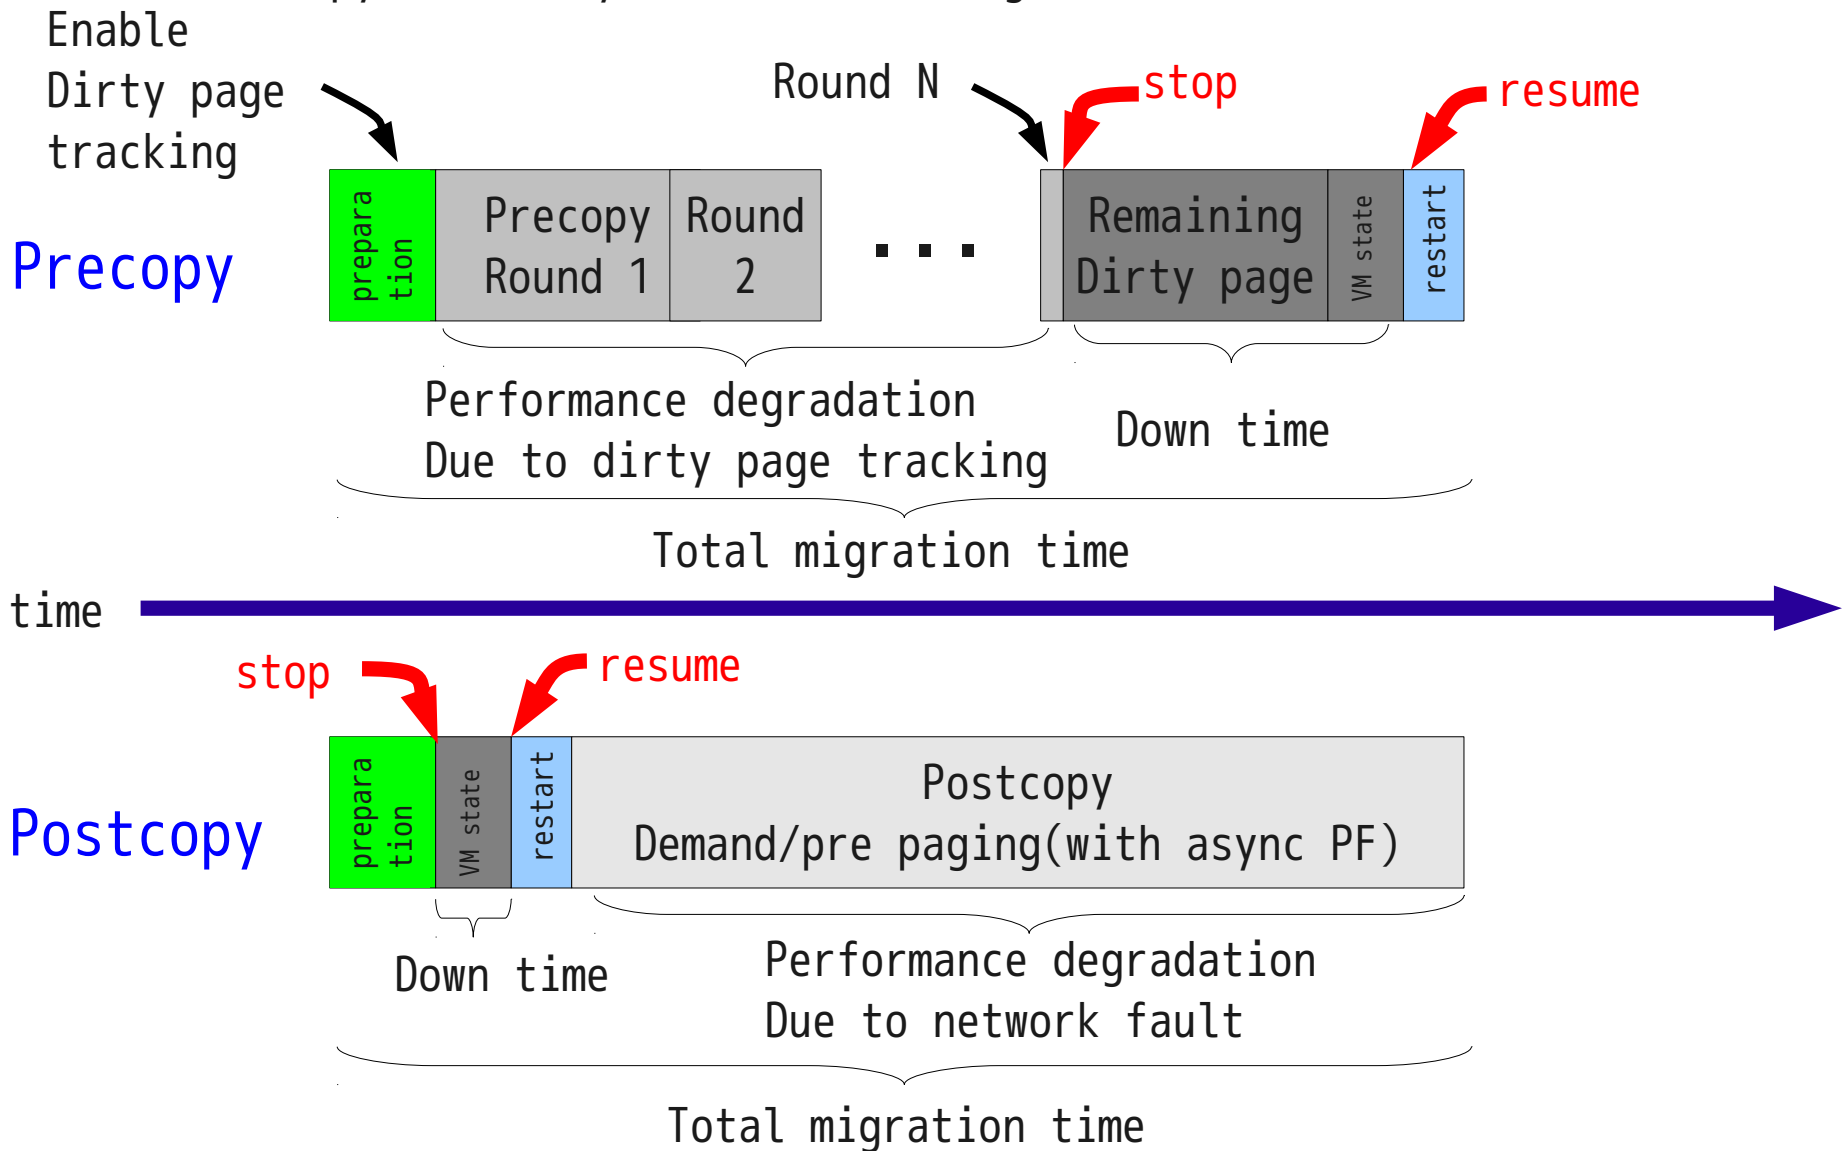 Enable
Dirty page
tracking
Round N
stop
resume
Precopy
prepara
tion
Precopy
Round 1
Round
2
...
Remaining
Dirty page
VM state
restart
Performance degradation
Due to dirty page tracking
Down time
Total migration time
time
stop
resume
Postcopy
prepara
tion
VM state
restart
Postcopy
Demand/pre paging(with async PF)
Down time
Performance degradation
Due to network fault
Total migration time